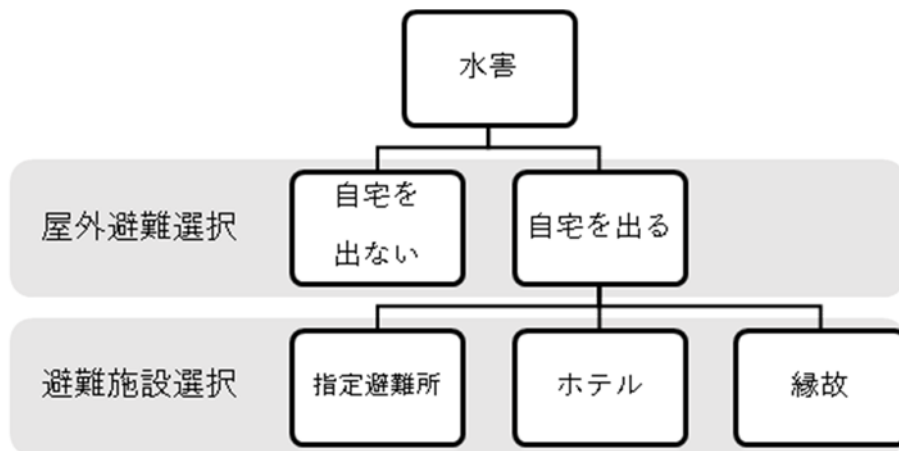 水害
屋外避難選択
自宅を
出ない
自宅を出る
避難施設選択
指定避難所
ホテル
縁故